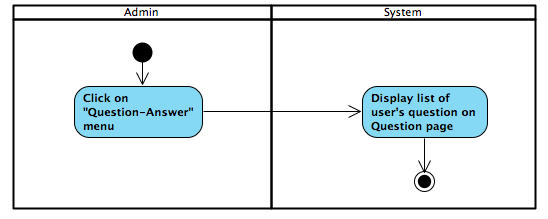 Admin
System
Click on
"Question-Answer"
menu
Display list of
user's question on
Question page